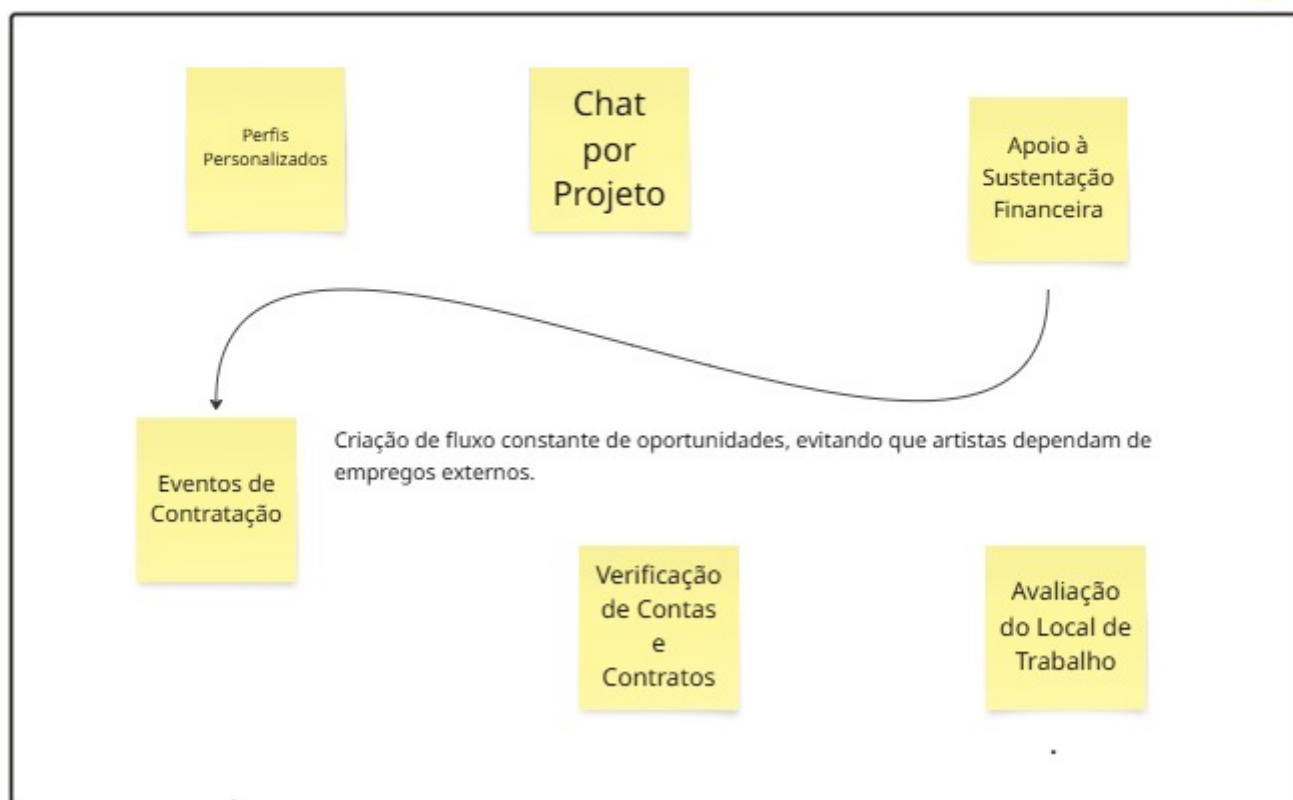 Perfis
Personalizados
Chat
por
Projeto
Apoio à
Sustentação
Financeira
Eventos de
Contratação
Criação de fluxo constante de oportunidades, evitando que artistas dependam de
empregos externos.
Verificação
de Contas
e
Contratos
Avaliação
do Local de
Trabalho
.